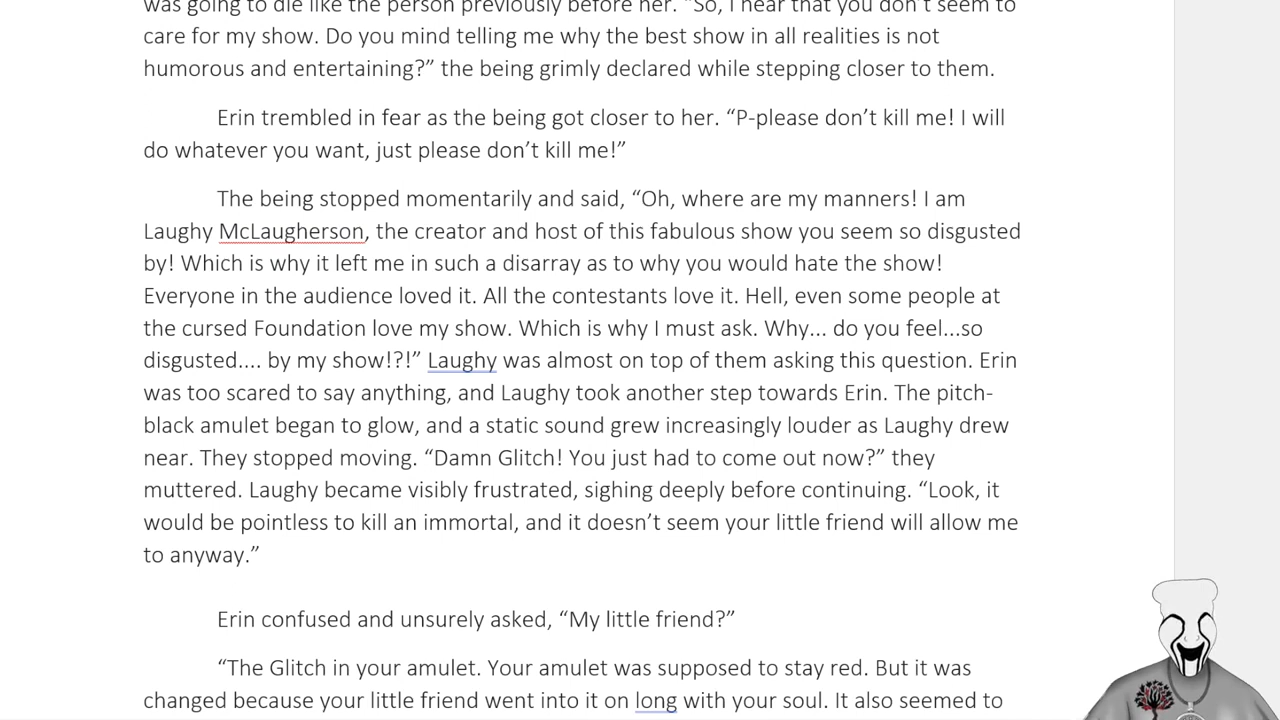 was going to die like the person previously before her. “So, I hear that you don’t seem to
care for my show. Do you mind telling me why the best show in all realities is not
humorous and entertaining?” the being grimly declared while stepping closer to them.
Erin trembled in fear as the being got closer to her. “P-please don’t kill me! I will
do whatever you want, just please don’t kill me!”
The being stopped momentarily and said, “Oh, where are my manners! I am
Laughy McLaugherson, the creator and host of this fabulous show you seem so disgusted
by! Which is why it left me in such a disarray as to why you would hate the show!
Everyone in the audience loved it. All the contestants love it. Hell, even some people at
the cursed Foundation love my show. Which is why I must ask. Why... do you feel...so
disgusted.... by my show!?!” Laughy was almost on top of them asking this question. Erin
was too scared to say anything, and Laughy took another step towards Erin. The pitch-
black amulet began to glow, and a static sound grew increasingly louder as Laughy drew
near. They stopped moving. “Damn Glitch! You just had to come out now?” they
muttered. Laughy became visibly frustrated, sighing deeply before continuing. “Look, it
would be pointless to kill an immortal, and it doesn’t seem your little friend will allow me
to anyway.”
Erin confused and unsurely asked, “My little friend?”
“The Glitch in your amulet. Your amulet was supposed to stay red. But it was
changed because your little friend went into it on long with your soul. It also seemed to